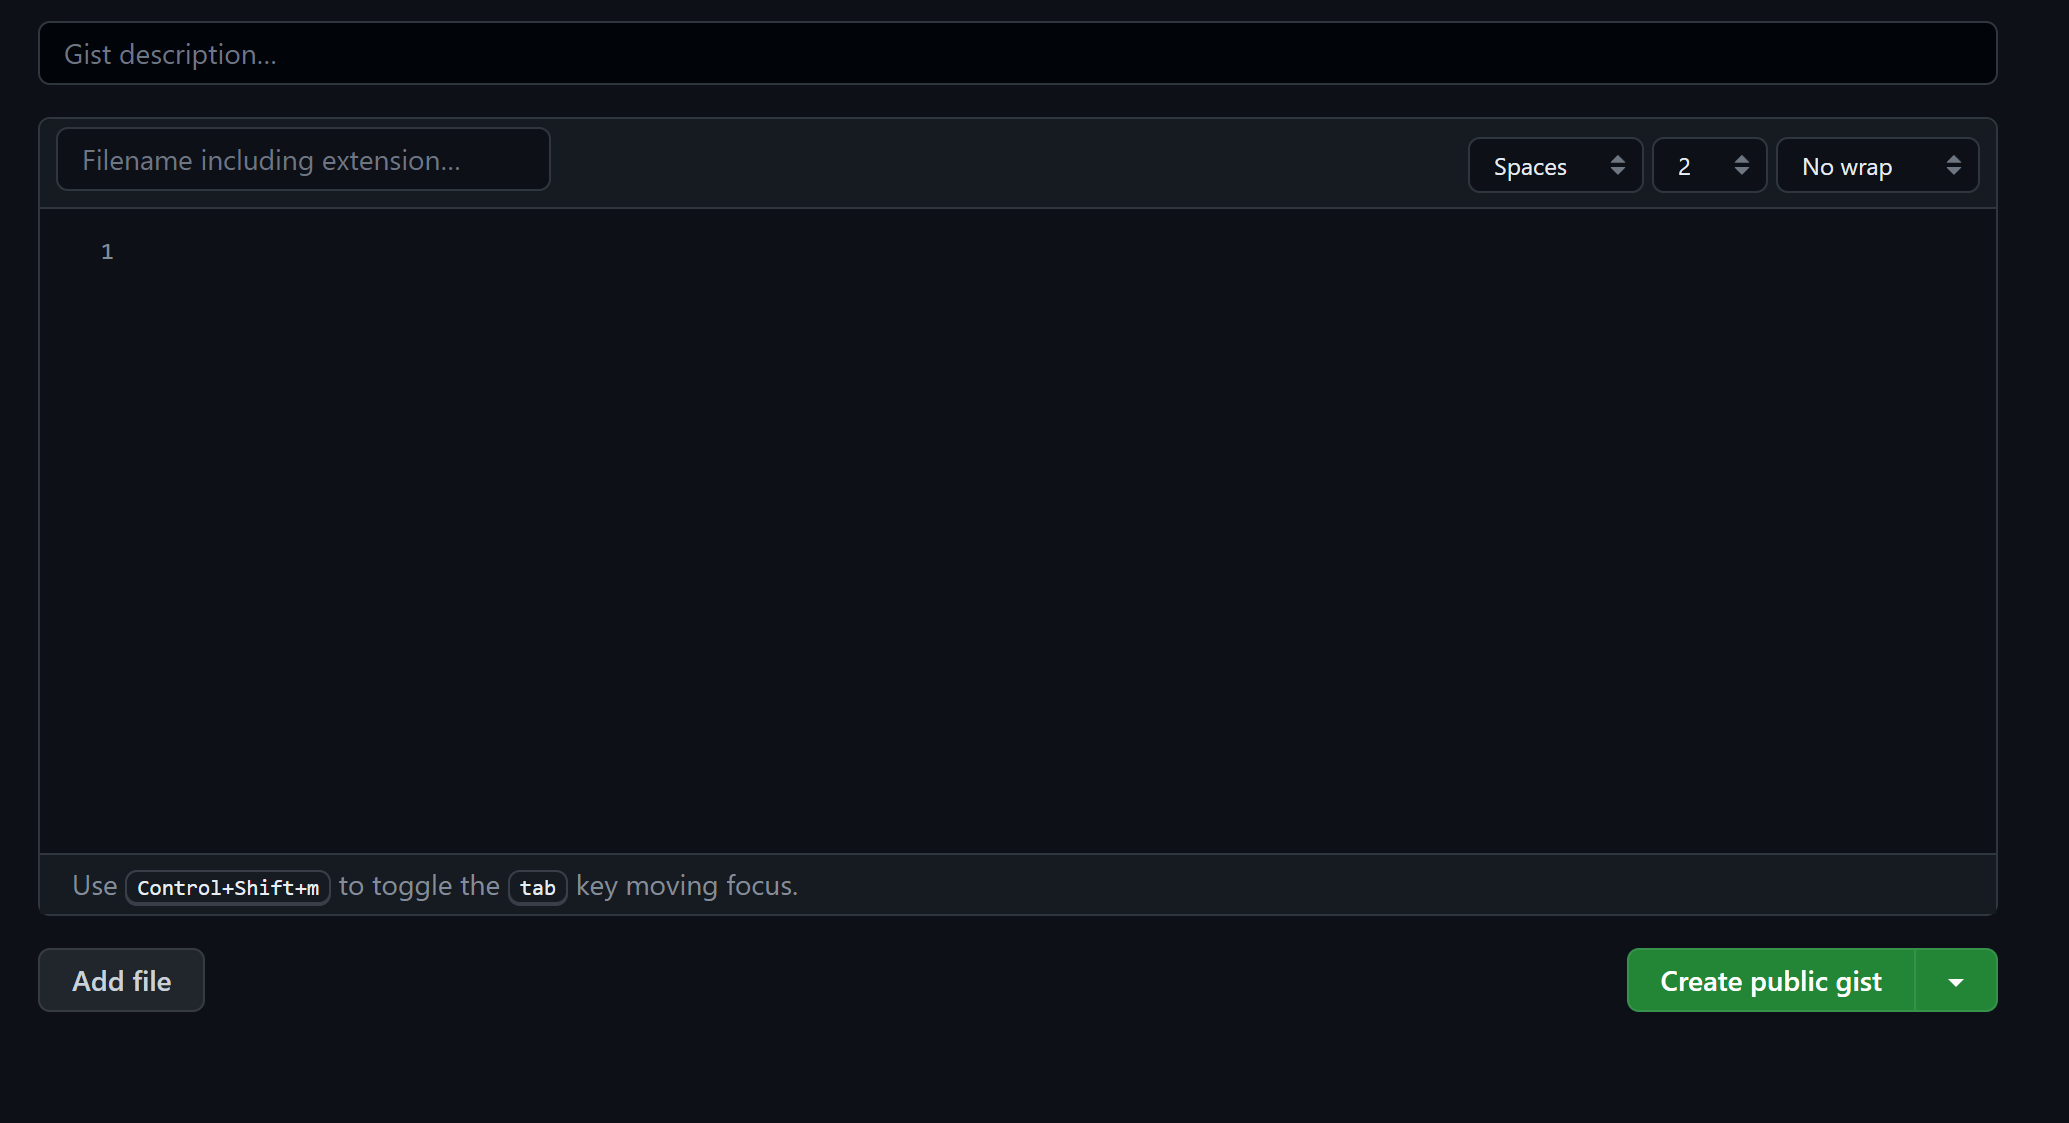 Gist description...
Filename including extension...
Spaces
2
No wrap
1
Use Control+Shift+m to toggle the tab key moving focus.
Add file
Create public gist